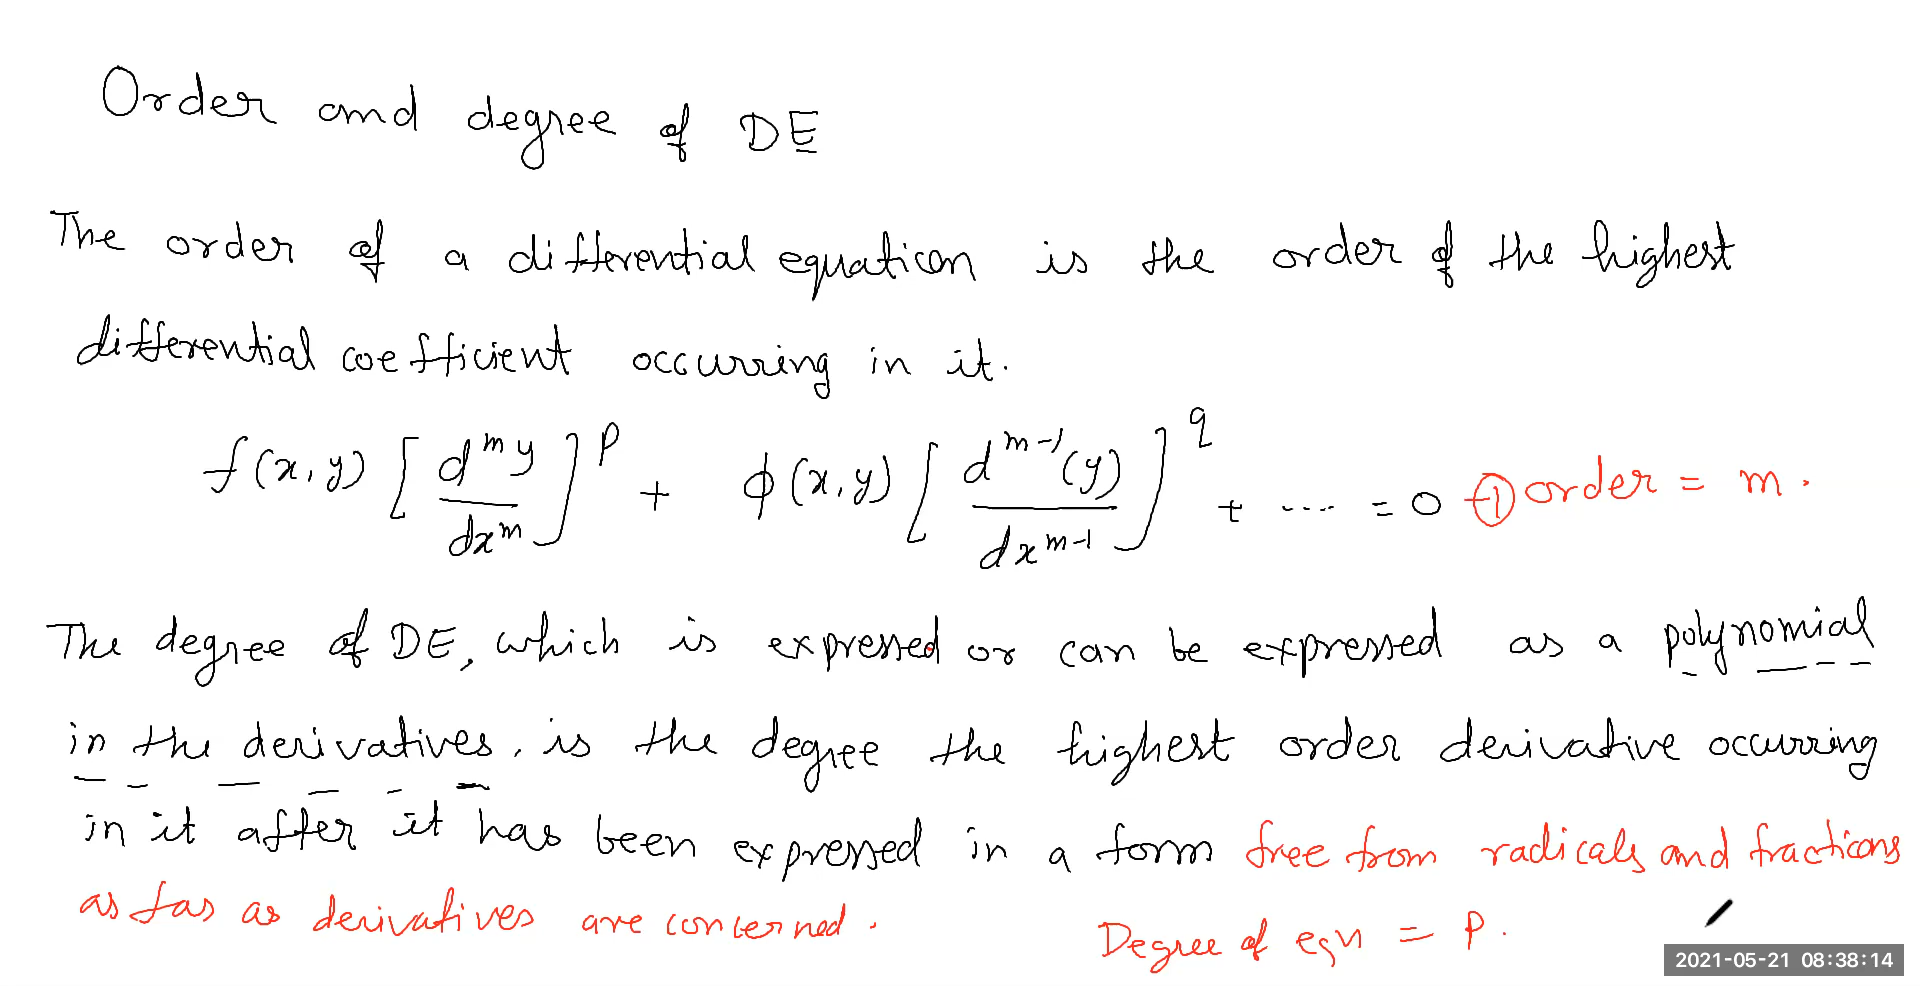 Order and degree of DE
The order of a differential equation is the order of the highest
differential coefficient occurring in it.
f(x,y) [d^m y / dx^m]^p + ϕ(x,y) [d^{m-1}(y) / dx^{m-1}]^q + ---- = 0 -① order = m.
The degree of DE, which is expressed or can be expressed as a polynomial
in the derivatives, is the degree the highest order derivative occurring
in it after it has been expressed in a form free from radicals and fractions
as far as derivatives are concerned. Degree of eqn = p.
2021-05-21 08:38:14